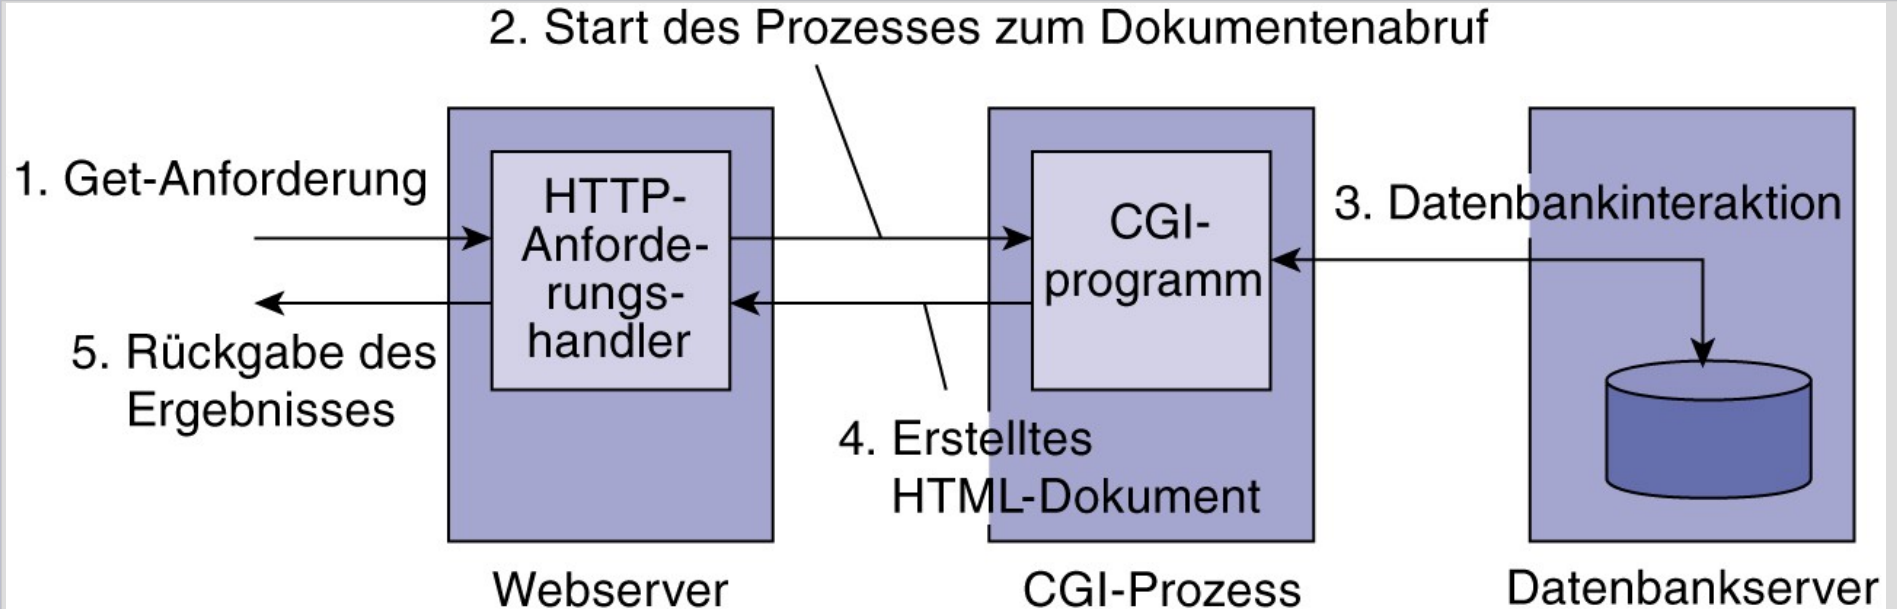 2. Start des Prozesses zum Dokumentenabruf
1. Get-Anforderung
HTTP-
Anforde-
rungs-
handler
CGI-
programm
3. Datenbankinteraktion
5. Rückgabe des
Ergebnisses
4. Erstelltes
HTML-Dokument
Webserver
CGI-Prozess
Datenbankserver